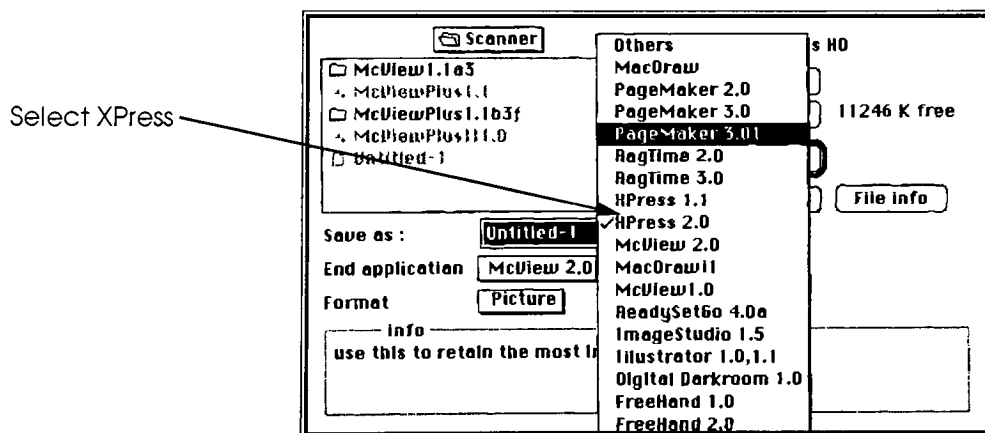 Select XPress
Scanner
McView1.1a3
McViewPlus1.1
McViewPlus1.1b3f
McViewPlus111.0
Untitled-1
s HD
11246 K free
File info
Save as :
Untitled-1
End application
McView 2.0
Format
Picture
info
use this to retain the most
Others
MacDraw
PageMaker 2.0
PageMaker 3.0
PageMaker 3.01
RagTime 2.0
RagTime 3.0
XPress 1.1
✓XPress 2.0
McView 2.0
MacDrawII
McView1.0
ReadySetGo 4.0a
ImageStudio 1.5
Illustrator 1.0,1.1
Digital Darkroom 1.0
FreeHand 1.0
FreeHand 2.0